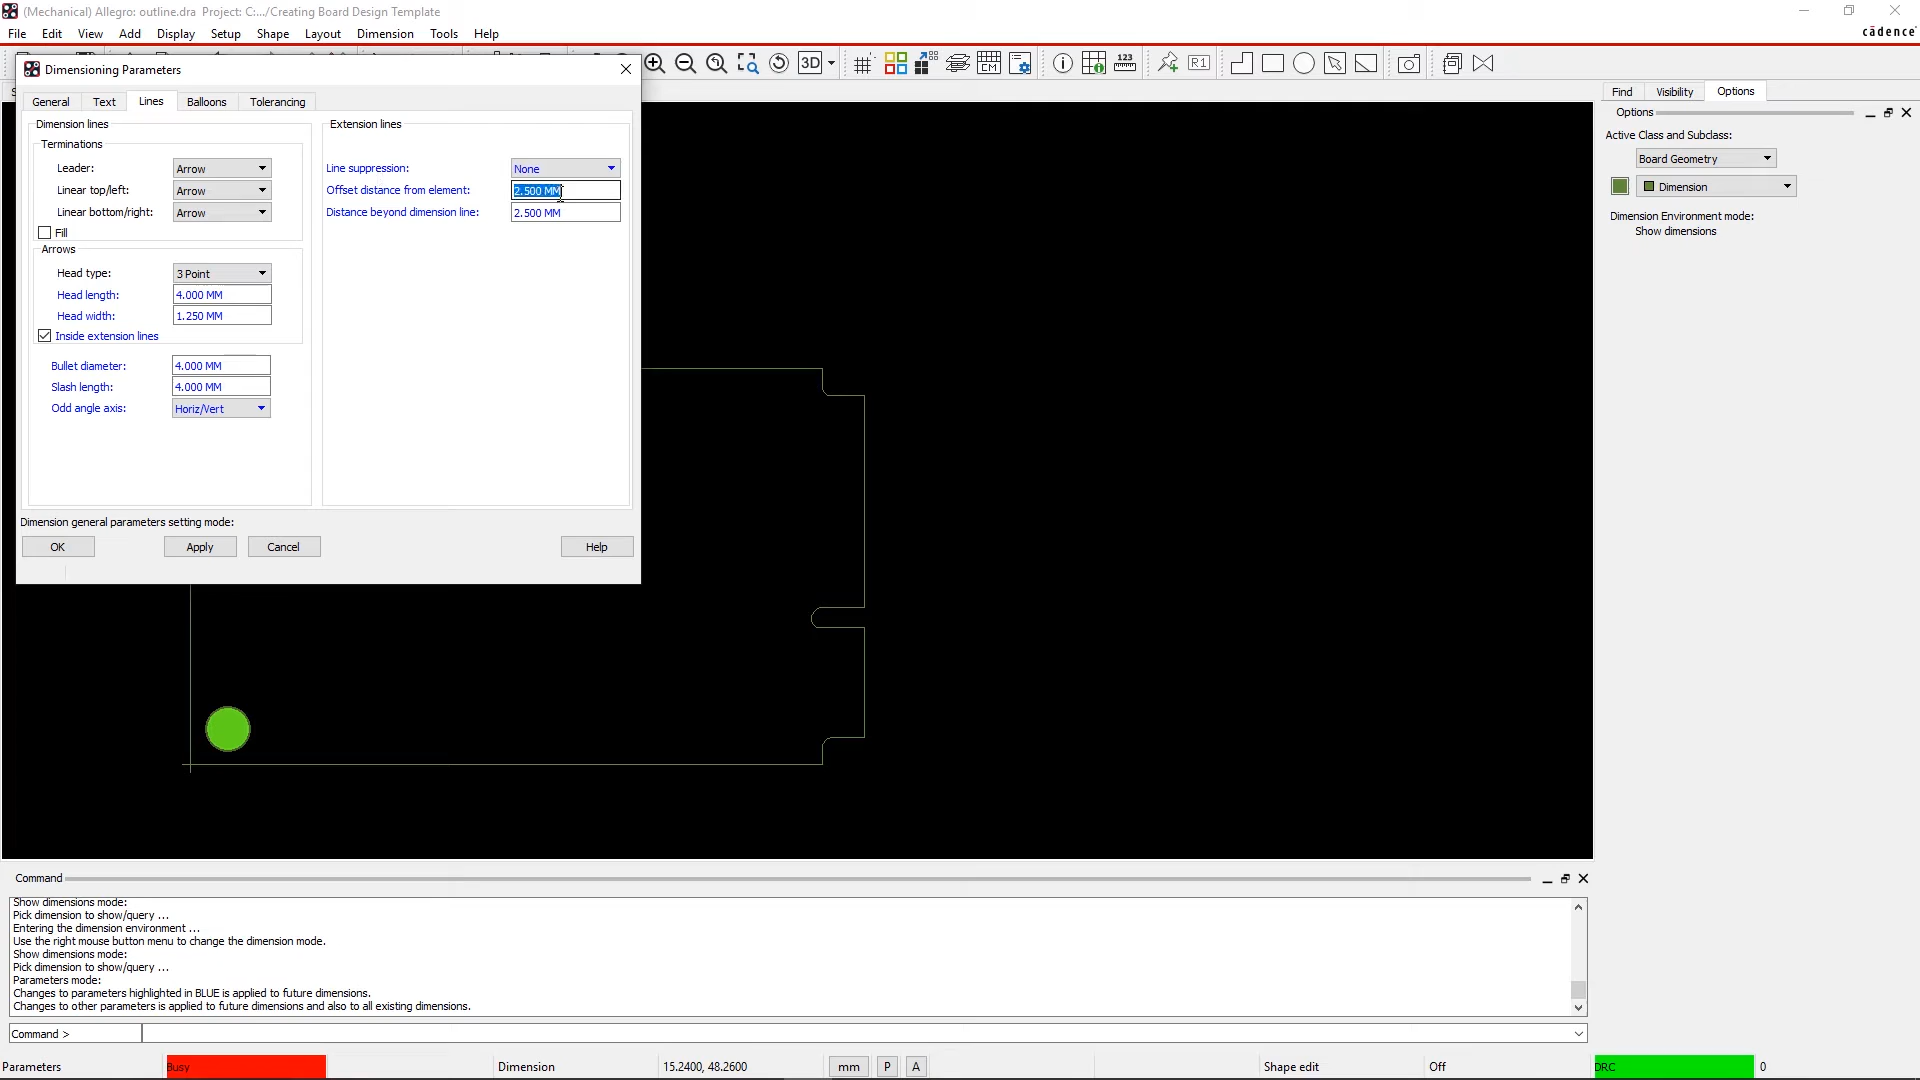 (Mechanical) Allegro: outline.dra  Project: C:.../Creating Board Design Template
cādence
File Edit View Add Display Setup Shape Layout Dimension Tools Help
3D
CM
123
R1
Dimensioning Parameters
General Text Lines Balloons Tolerancing
Dimension lines
Terminations
Leader: Arrow
Linear top/left: Arrow
Linear bottom/right: Arrow
Fill
Arrows
Head type: 3 Point
Head length: 4.000 MM
Head width: 1.250 MM
Inside extension lines
Bullet diameter: 4.000 MM
Slash length: 4.000 MM
Odd angle axis: Horiz/Vert
Extension lines
Line suppression: None
Offset distance from element: 2.500 MM
Distance beyond dimension line: 2.500 MM
Dimension general parameters setting mode:
OK Apply Cancel Help
Find Visibility Options
Options
Active Class and Subclass:
Board Geometry
Dimension
Dimension Environment mode:
Show dimensions
Command
Show dimensions mode:
Pick dimension to show/query ...
Entering the dimension environment ...
Use the right mouse button menu to change the dimension mode.
Show dimensions mode:
Pick dimension to show/query ...
Parameters mode:
Changes to parameters highlighted in BLUE is applied to future dimensions.
Changes to other parameters is applied to future dimensions and also to all existing dimensions.
Command >
Parameters Busy Dimension 15.2400, 48.2600 mm P A Shape edit Off DRC 0